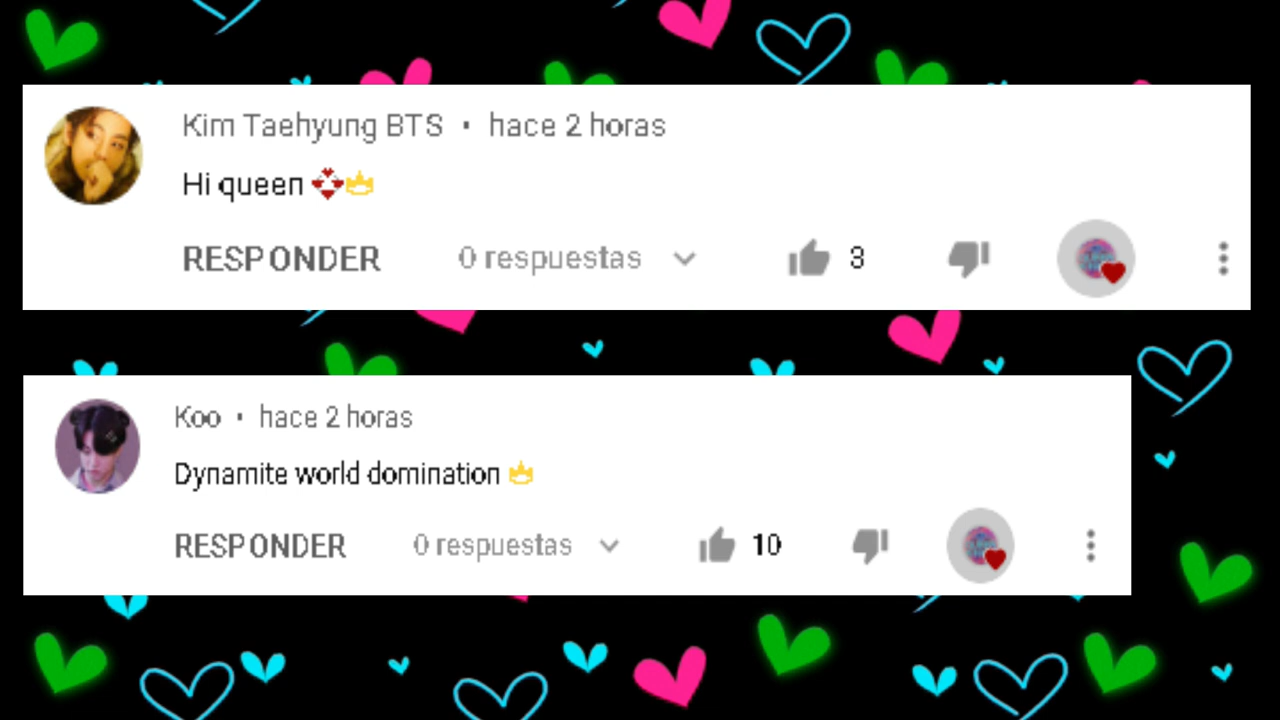 Kim Taehyung BTS • hace 2 horas
Hi queen 💞👑
RESPONDER 0 respuestas 3
Koo • hace 2 horas
Dynamite world domination 👑
RESPONDER 0 respuestas 10